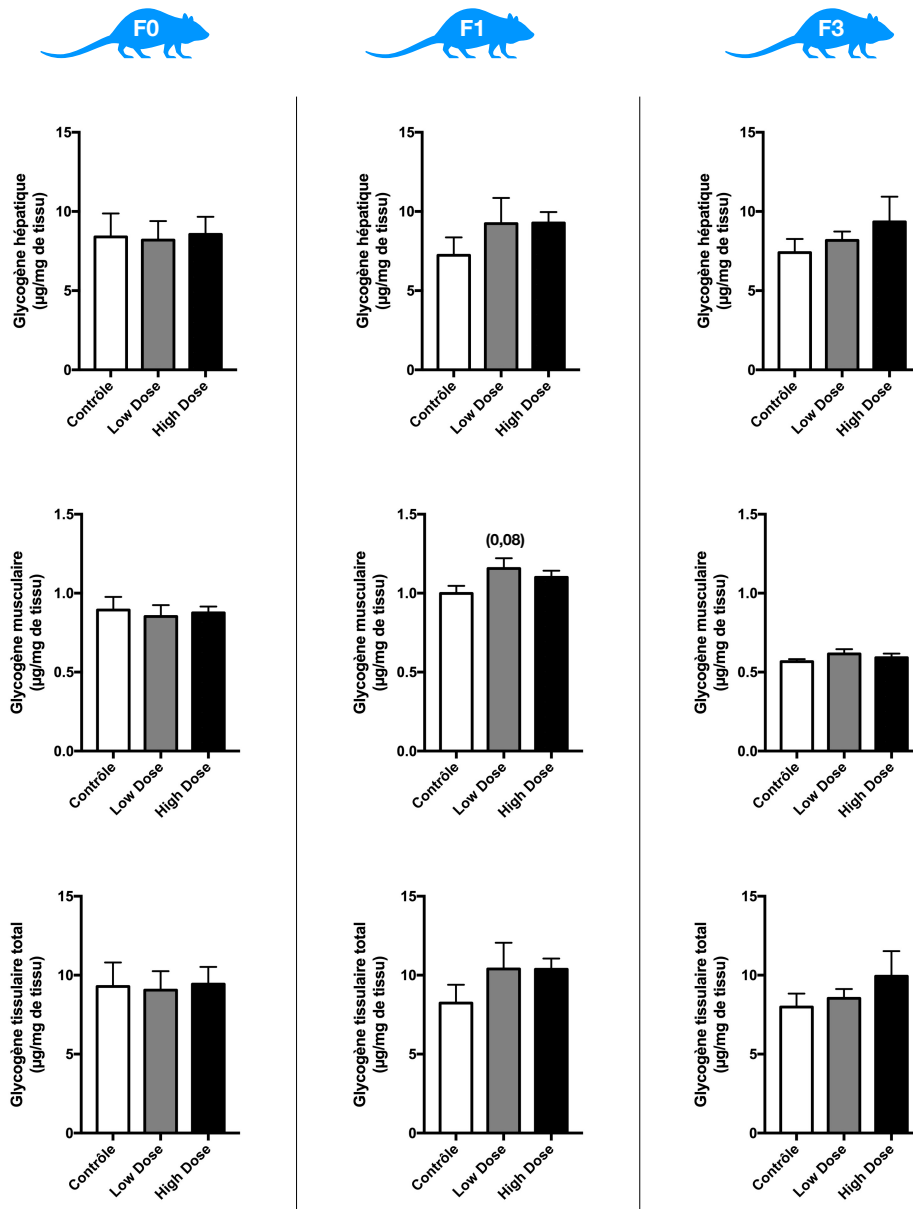 F0
F1
F3
Glycogène hépatique
(µg/mg de tissu)
15
10
5
0
Contrôle
Low Dose
High Dose
Glycogène hépatique
(µg/mg de tissu)
15
10
5
0
Contrôle
Low Dose
High Dose
Glycogène hépatique
(µg/mg de tissu)
15
10
5
0
Contrôle
Low Dose
High Dose
Glycogène musculaire
(µg/mg de tissu)
1.5
1.0
0.5
0.0
Contrôle
Low Dose
High Dose
Glycogène musculaire
(µg/mg de tissu)
1.5
1.0
0.5
0.0
(0,08)
Contrôle
Low Dose
High Dose
Glycogène musculaire
(µg/mg de tissu)
1.5
1.0
0.5
0.0
Contrôle
Low Dose
High Dose
Glycogène tissulaire total
(µg/mg de tissu)
15
10
5
0
Contrôle
Low Dose
High Dose
Glycogène tissulaire total
(µg/mg de tissu)
15
10
5
0
Contrôle
Low Dose
High Dose
Glycogène tissulaire total
(µg/mg de tissu)
15
10
5
0
Contrôle
Low Dose
High Dose